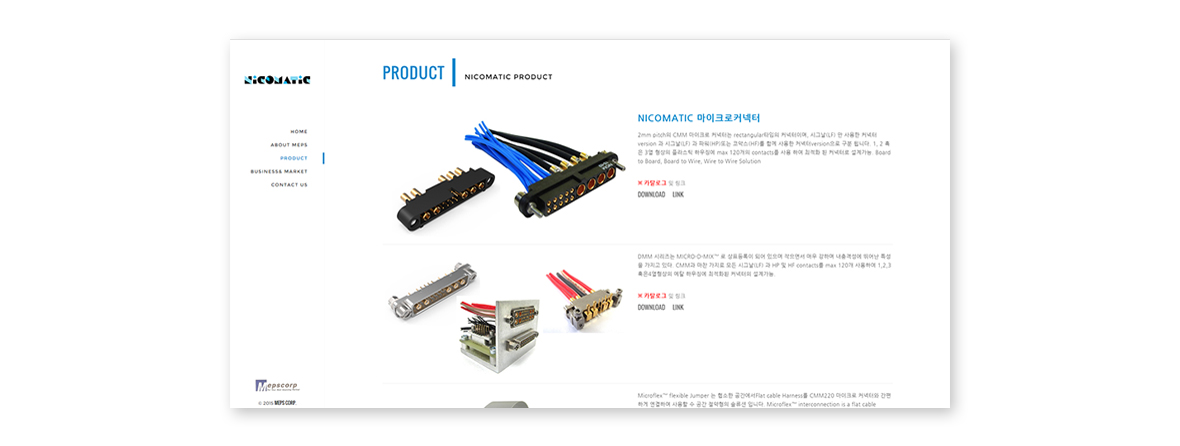 NICOMATIC
HOME
ABOUT MEPS
PRODUCT
BUSINESS& MARKET
CONTACT US
Mepscorp
© 2015 MEPS CORP.
PRODUCT
NICOMATIC PRODUCT
NICOMATIC 마이크로커넥터
2mm pitch의 CMM 마이크로 커넥터는 rectangular타입의 커넥터이며, 시그널(LF) 만 사용한 커넥터
version 과 시그널(LF) 과 파워(HP)또는 코악스(HF)를 함께 사용한 커넥터version으로 구분 됩니다. 1, 2 혹
은 3열 형상의 플라스틱 하우징에 max 120개의 contacts를 사용 하여 최적화 된 커넥터로 설계가능. Board
to Board, Board to Wire, Wire to Wire Solution
※ 카탈로그 및 링크
DOWNLOAD LINK
DMM 시리즈는 MICRO-D-MIX™ 로 상표등록이 되어 있으며 작으면서 매우 강하며 내충격성에 뛰어난 특성
을 가지고 있다. CMM과 마찬 가지로 모든 시그널(LF) 과 HP 및 HF contacts를 max 120개 사용하여 1,2,3
혹은4열형상의 메탈 하우징에 최적화된 커넥터의 설계가능.
※ 카탈로그 및 링크
DOWNLOAD LINK
Microflex™ flexible Jumper 는 협소한 공간에서Flat cable Harness를 CMM220 마이크로 커넥터와 간편
하게 연결하여 사용할 수 공간 절약형의 솔루션 입니다. Microflex™ interconnection is a flat cable